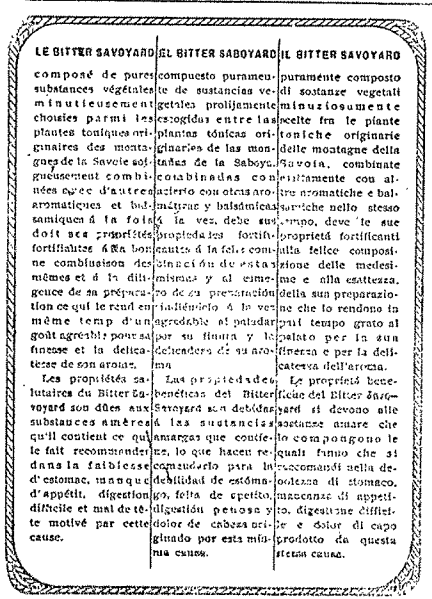 LE BITTER SAVOYARD
composé de pures
substances végétales
minutieusement
choisies parmi les
plantes toniques ori-
ginaires des monta-
gnes de la Savoie soi-
gneusement combi-
nées avec d'autres
aromatiques et bal-
samiques á la fois
doit ses propriétés
fortifiantes á sa bon
ne combinaison des
mêmes et á la dili-
gence de sa prépara-
tion ce qui le rend en
même temp d'un
goût agréable pour sa
finesse et la délica-
tesse de son arome.
Les propriétés sa-
lutaires du Bitter Sa-
voyard son dûes aux
substances amères
qu'il contient ce qui
le fait recommander
dans la faiblesse
d'estomac, manque
d'appétit, digestion
difficile et mal de tê-
te motivé par cette
cause.
EL BITTER SABOYARD
compuesto purameu-
te de sustancias ve-
getales prolijamente
escogidas entre las
plantas tónicas ori-
ginarias de las mon-
tañas de la Saboya,
combinadas con
acierto con otras aro-
máticas y balsámicas
á la vez, debe sus
propiedades fortifi-
cantes á la feliz com-
binación de estas
mismas y al esme-
ro de su preparación
rindiéndolo á la vez
agradable al paladar
por su finura y la
delicadeza de su aro-
ma
Las propiedades
benéficas del Bitter
Savoyard son debidas
á las sustancias
amargas que contie-
ne, lo que hacen re-
comendarlo para la
debilidad de estóma-
go, falta de apetito,
digestión penosa y
dolor de cabeza ori-
ginado por esta mis-
ma causa.
IL BITTER SAVOYARD
puramente composto
di sostanze vegetali
minuziosamente
scelte fra le piante
toniche originarie
delle montagne della
Savoia, combinate
con al-
tre aromatiche e bal-
samiche nello stesso
tempo, deve le sue
proprietá fortificanti
alla felice composi-
zione delle medesi-
me e alla esattezza,
della sua preparazio-
ne che lo rendono in
pari tempo grato al
palato per la sua
finezza e per la deli-
catezza dell'aroma.
Le proprietá bene-
fiche del Bitter Savo-
yard si devono alle
sostanze amare che
lo compongono le
quali fanno che si
raccomandi nella de-
bolezza di stomaco,
mancanza di appeti-
to, digestione diffici-
le e dolor di capo
prodotto da questa
stessa causa.